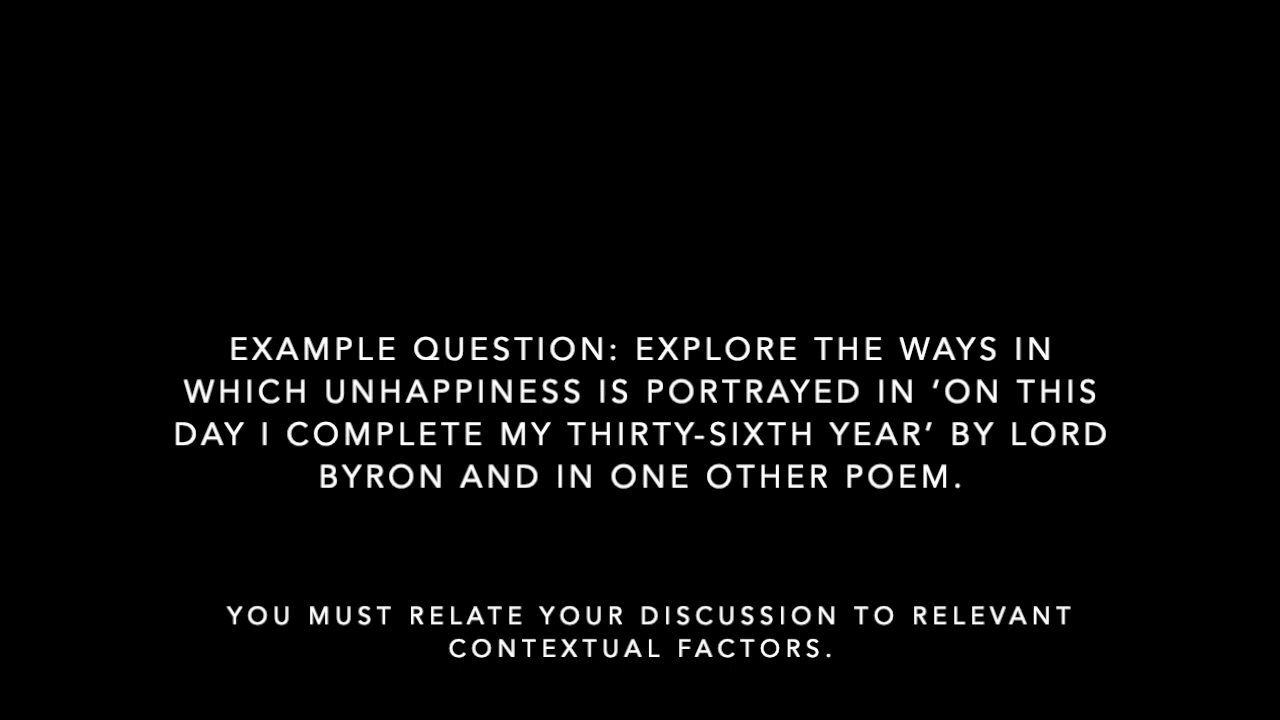 EXAMPLE QUESTION: EXPLORE THE WAYS IN
WHICH UNHAPPINESS IS PORTRAYED IN ‘ON THIS
DAY I COMPLETE MY THIRTY-SIXTH YEAR’ BY LORD
BYRON AND IN ONE OTHER POEM.
YOU MUST RELATE YOUR DISCUSSION TO RELEVANT
CONTEXTUAL FACTORS.